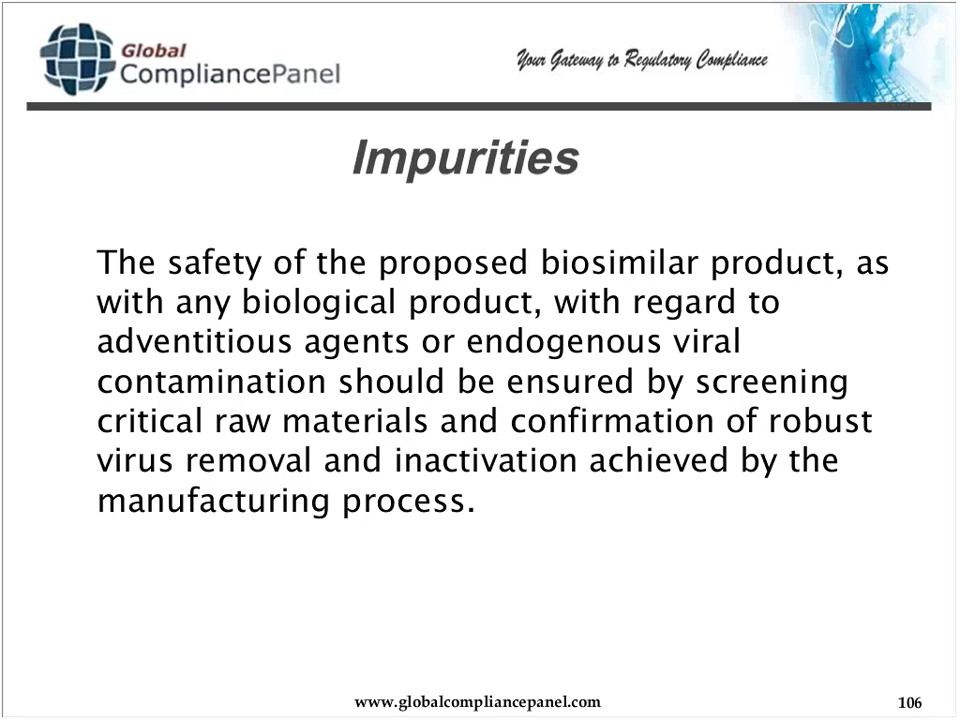 Global
CompliancePanel
Your Gateway to Regulatory Compliance
Impurities
The safety of the proposed biosimilar product, as
with any biological product, with regard to
adventitious agents or endogenous viral
contamination should be ensured by screening
critical raw materials and confirmation of robust
virus removal and inactivation achieved by the
manufacturing process.
www.globalcompliancepanel.com
106